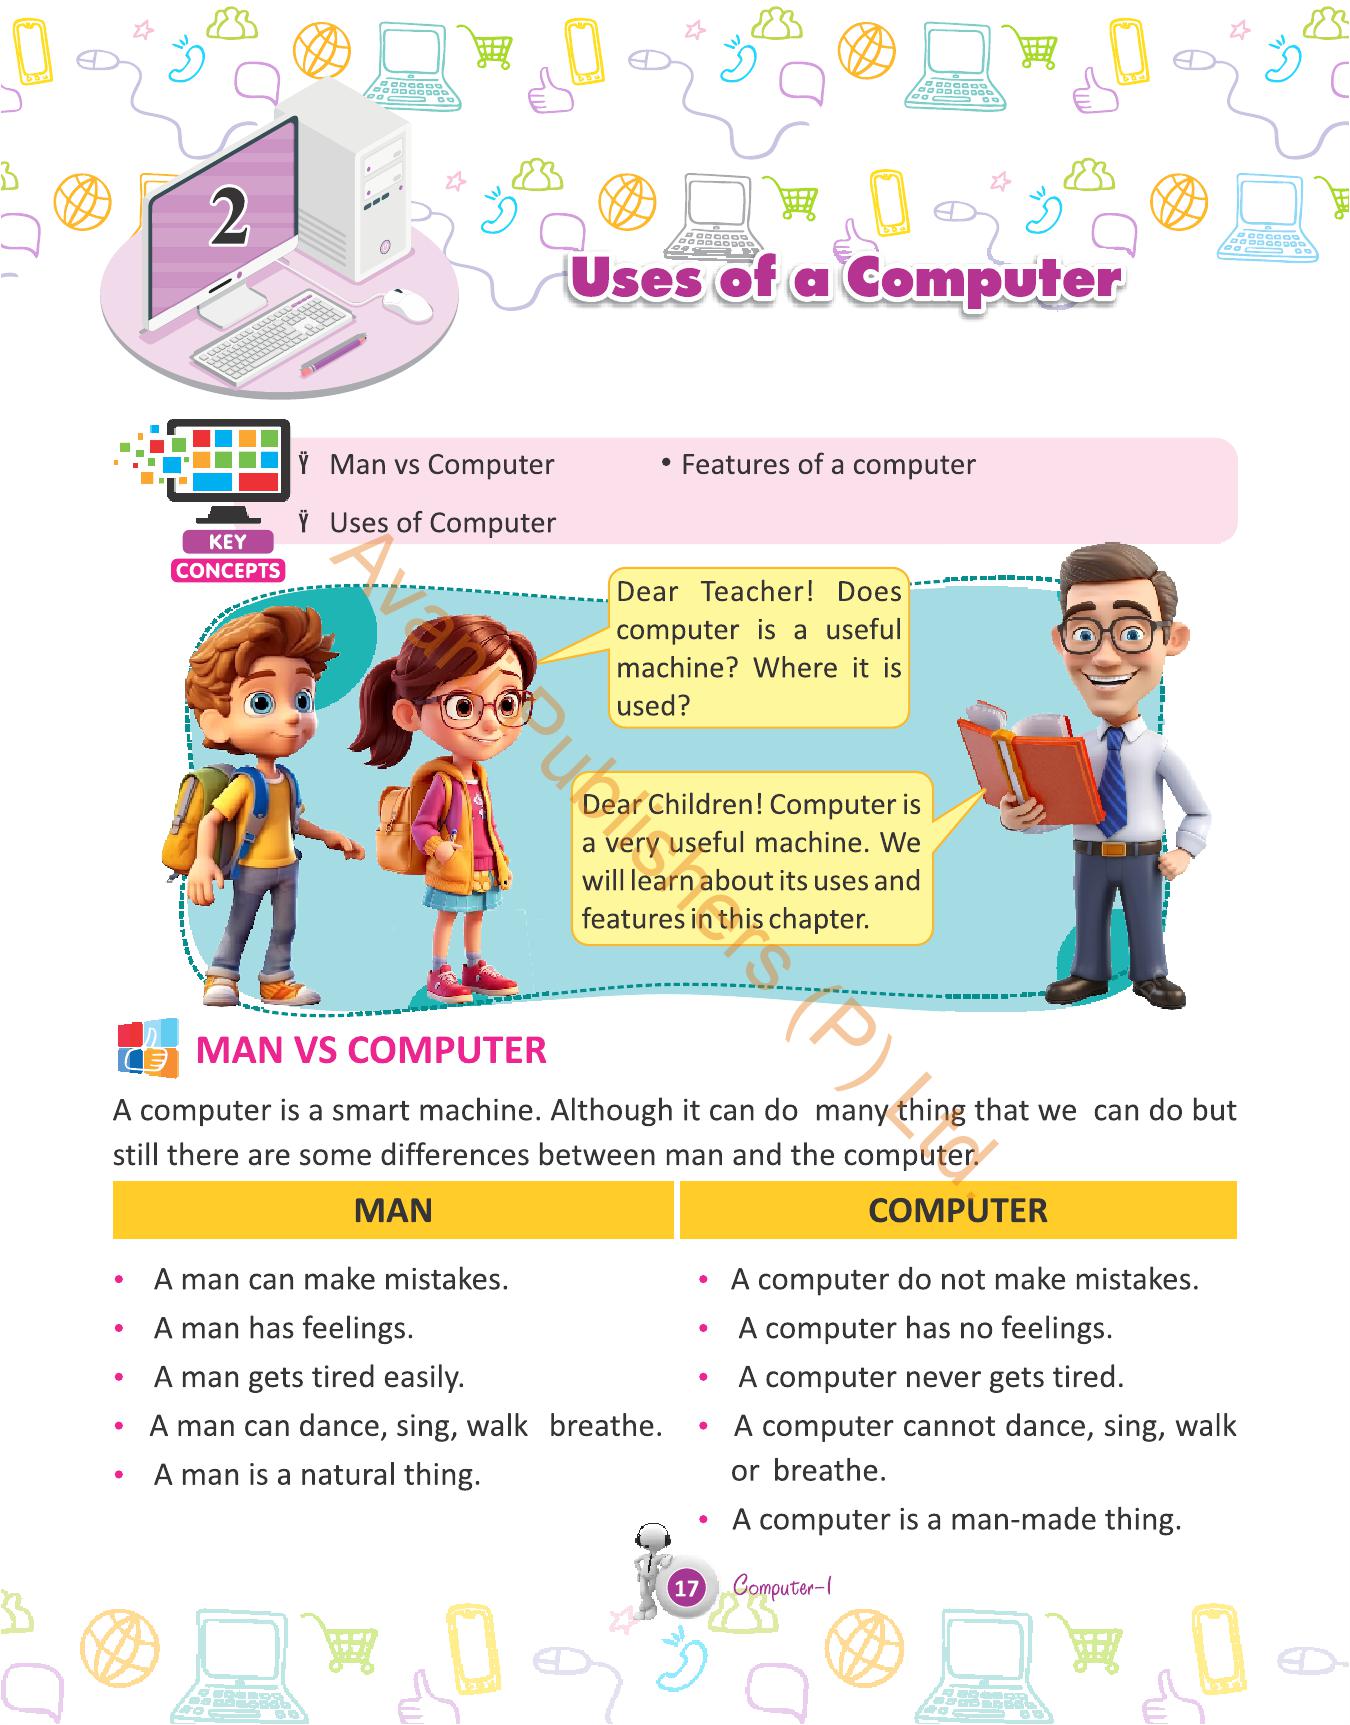 2
Uses of a Computer
Ÿ Man vs Computer
• Features of a computer
Ÿ Uses of Computer
KEY
CONCEPTS
Dear Teacher! Does
computer is a useful
machine? Where it is
used?
Dear Children! Computer is
a very useful machine. We
will learn about its uses and
features in this chapter.
MAN VS COMPUTER
A computer is a smart machine. Although it can do many thing that we can do but
still there are some differences between man and the computer.
MAN
• A man can make mistakes.
• A man has feelings.
• A man gets tired easily.
• A man can dance, sing, walk breathe.
• A man is a natural thing.
COMPUTER
• A computer do not make mistakes.
• A computer has no feelings.
• A computer never gets tired.
• A computer cannot dance, sing, walk
or breathe.
• A computer is a man-made thing.
17
Computer-1
Avani Publishers (P) Ltd.